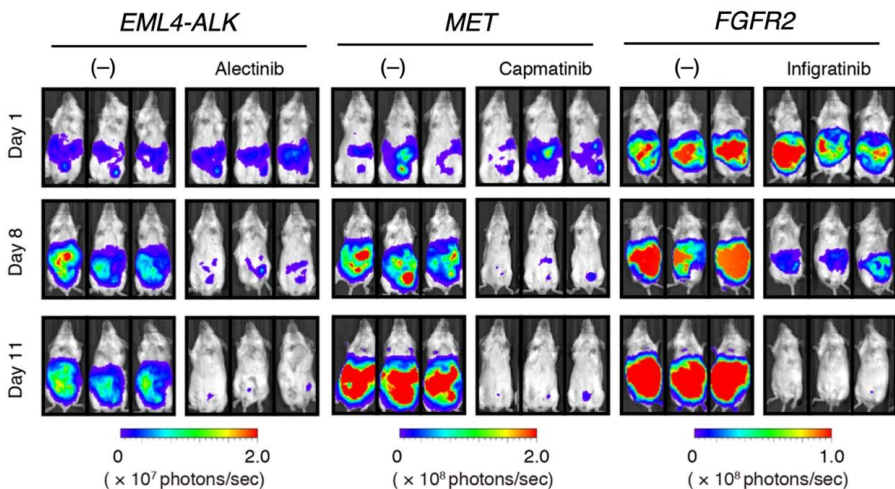 EML4-ALK MET FGFR2
(−) Alectinib (−) Capmatinib (−) Infigratinib
Day 1
Day 8
Day 11
0 2.0 0 2.0 0 1.0
( × 10⁷ photons/sec) ( × 10⁸ photons/sec) ( × 10⁸ photons/sec)